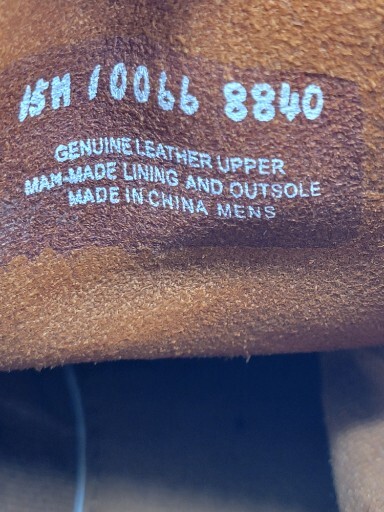 15M 10066 8840
GENUINE LEATHER UPPER
MAN-MADE LINING AND OUTSOLE
MADE IN CHINA MENS